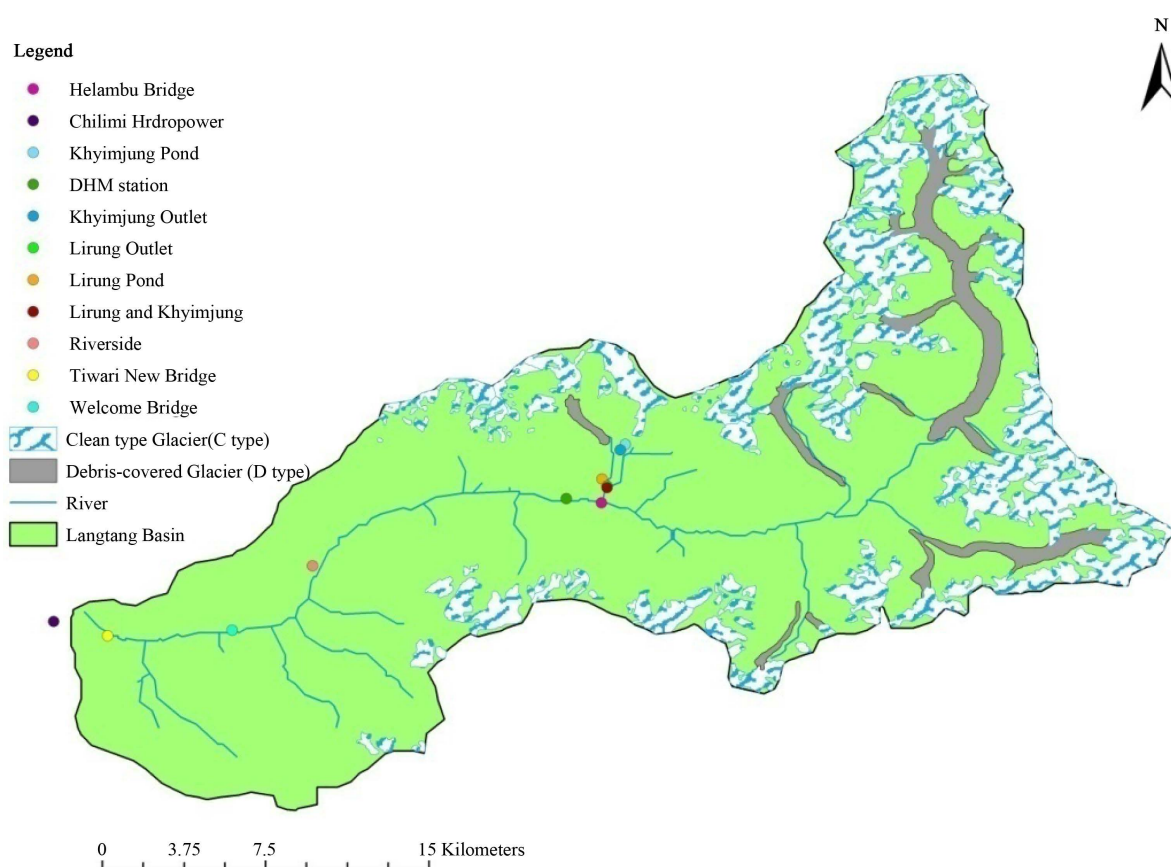 N
Legend
Helambu Bridge
Chilimi Hrdropower
Khyimjung Pond
DHM station
Khyimjung Outlet
Lirung Outlet
Lirung Pond
Lirung and Khyimjung
Riverside
Tiwari New Bridge
Welcome Bridge
Clean type Glacier(C type)
Debris-covered Glacier (D type)
River
Langtang Basin
0 3.75 7.5 15 Kilometers